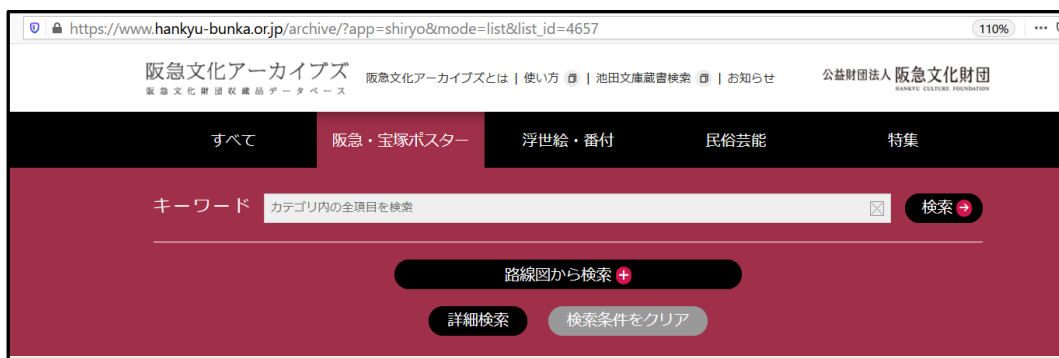 https://www.hankyu-bunka.or.jp/archive/?app=shiryo&mode=list&list_id=4657 110%
阪急文化アーカイブズ 阪急文化アーカイブズとは | 使い方 | 池田文庫蔵書検索 | お知らせ 公益財団法人 阪急文化財団
阪急文化財団収蔵品データベース HANKYU CULTURE FOUNDATION
すべて 阪急・宝塚ポスター 浮世絵・番付 民俗芸能 特集
キーワード カテゴリ内の全項目を検索 検索
路線図から検索
詳細検索 検索条件をクリア